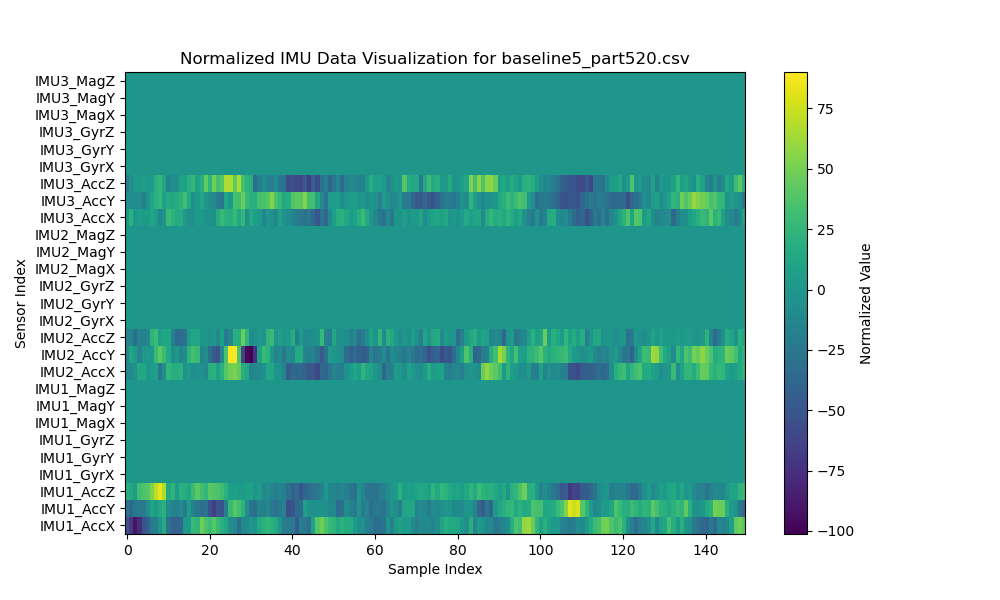 Normalized IMU Data Visualization for baseline5_part520.csv
IMU3_MagZ
IMU3_MagY
IMU3_MagX
IMU3_GyrZ
IMU3_GyrY
IMU3_GyrX
IMU3_AccZ
IMU3_AccY
IMU3_AccX
IMU2_MagZ
IMU2_MagY
IMU2_MagX
IMU2_GyrZ
IMU2_GyrY
IMU2_GyrX
IMU2_AccZ
IMU2_AccY
IMU2_AccX
IMU1_MagZ
IMU1_MagY
IMU1_MagX
IMU1_GyrZ
IMU1_GyrY
IMU1_GyrX
IMU1_AccZ
IMU1_AccY
IMU1_AccX
Sensor Index
0 20 40 60 80 100 120 140
Sample Index
75
50
25
0
−25
−50
−75
−100
Normalized Value